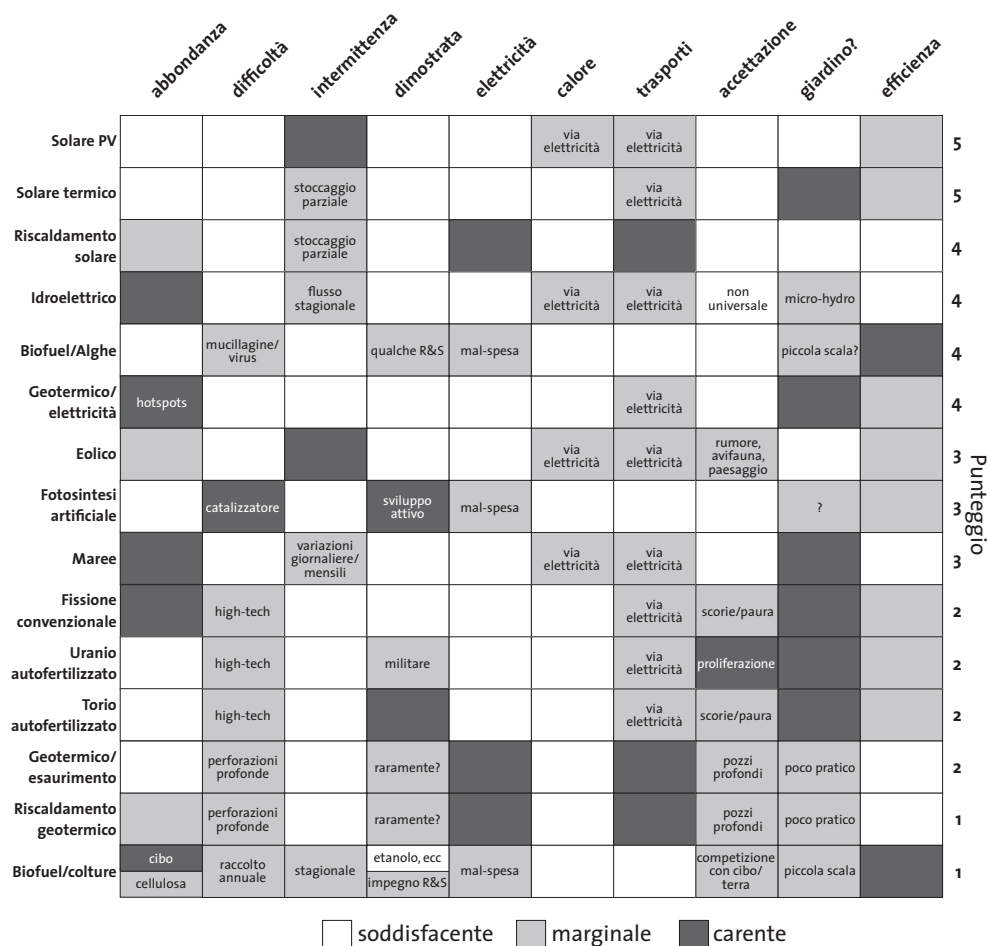 abbondanza difficoltà intermittenza dimostrata elettricità calore trasporti accettazione giardino? efficienza
Solare PV via elettricità via elettricità 5
Solare termico stoccaggio parziale via elettricità 5
Riscaldamento solare stoccaggio parziale 4
Idroelettrico flusso stagionale via elettricità via elettricità non universale micro-hydro 4
Biofuel/Alghe mucillagine/virus qualche R&S mal-spesa piccola scala? 4
Geotermico/elettricità hotspots via elettricità 4
Eolico via elettricità via elettricità rumore, avifauna, paesaggio 3
Fotosintesi artificiale catalizzatore sviluppo attivo mal-spesa ? 3
Maree variazioni giornaliere/mensili via elettricità via elettricità 3
Fissione convenzionale high-tech via elettricità scorie/paura 2
Uranio autofertilizzato high-tech militare via elettricità proliferazione 2
Torio autofertilizzato high-tech via elettricità scorie/paura 2
Geotermico/esaurimento perforazioni profonde raramente? pozzi profondi poco pratico 2
Riscaldamento geotermico perforazioni profonde raramente? pozzi profondi poco pratico 1
Biofuel/colture cibo cellulosa raccolto annuale stagionale etanolo, ecc impegno R&S mal-spesa competizione con cibo/terra piccola scala 1
Punteggio
soddisfacente marginale carente